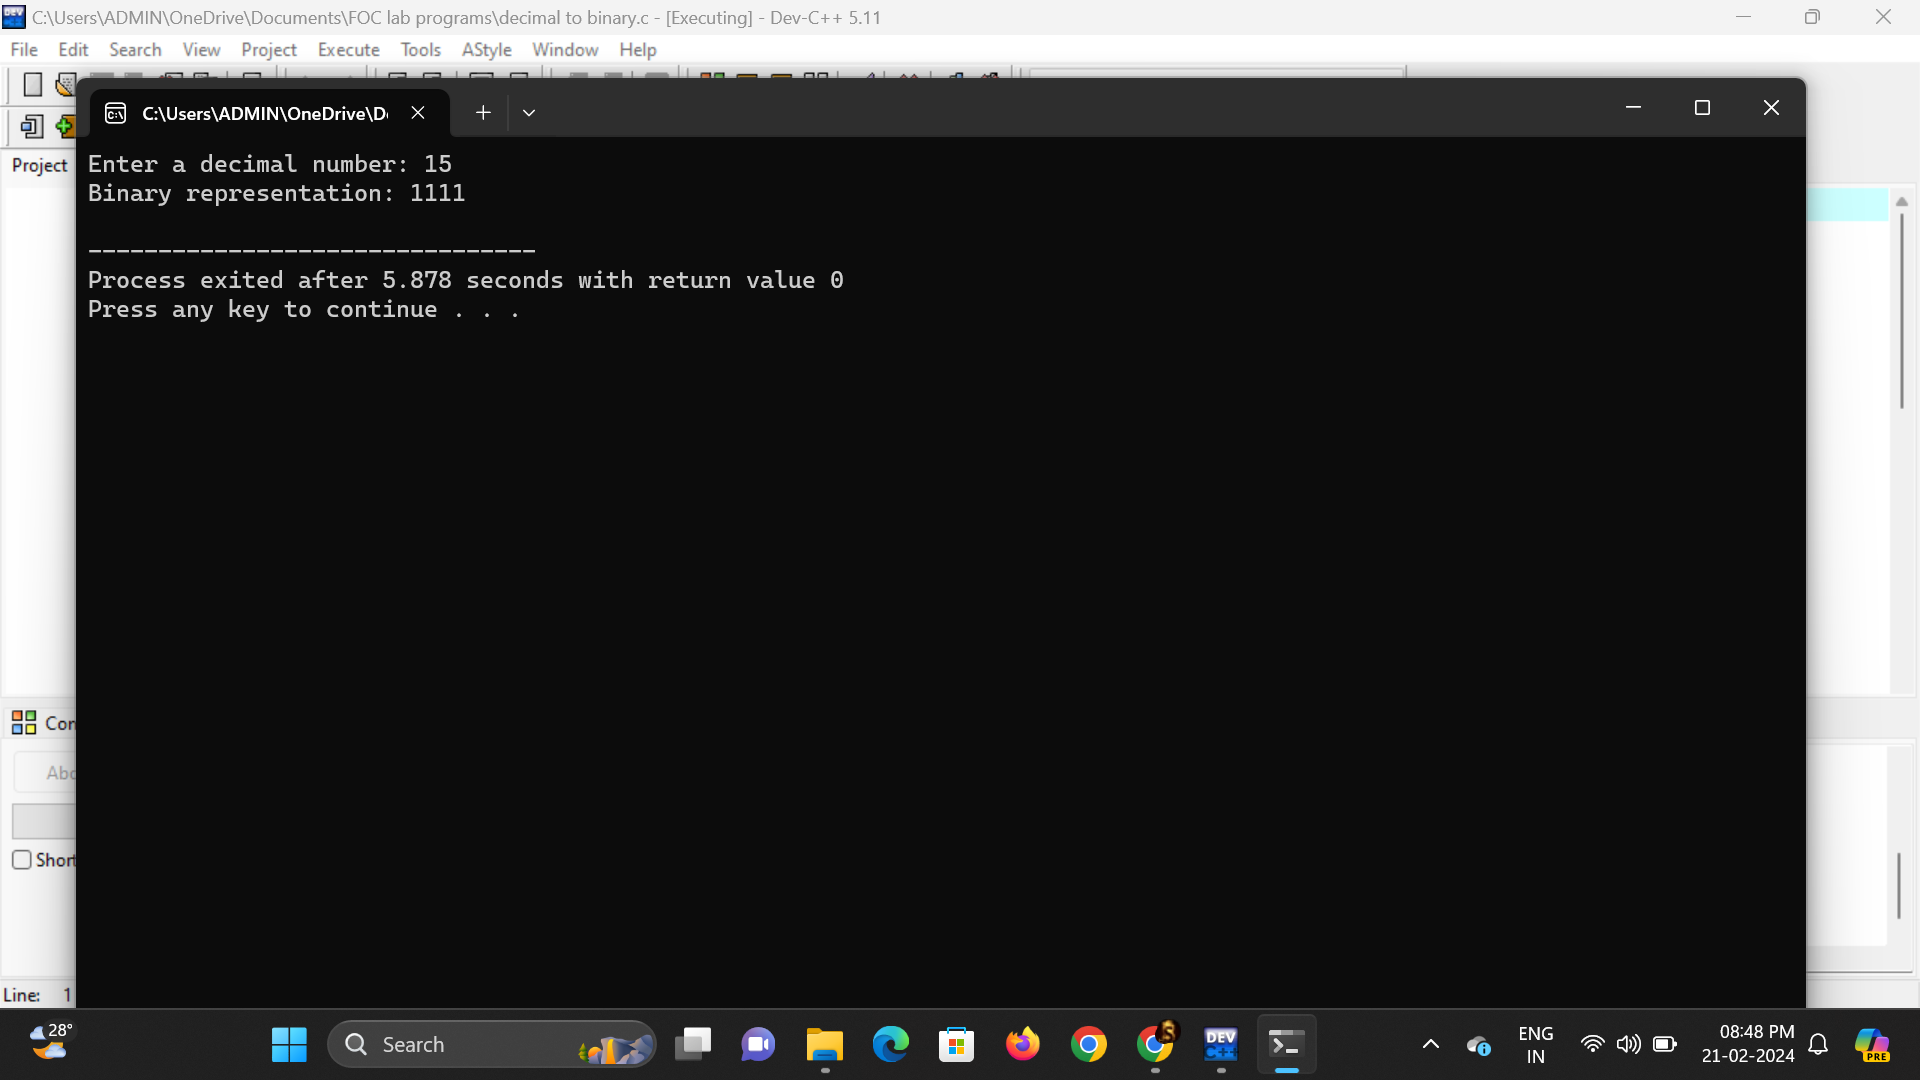 C:\Users\ADMIN\OneDrive\Documents\FOC lab programs\decimal to binary.c - [Executing] - Dev-C++ 5.11
File Edit Search View Project Execute Tools AStyle Window Help
C:\Users\ADMIN\OneDrive\D
Project
Enter a decimal number: 15
Binary representation: 1111
--------------------------------
Process exited after 5.878 seconds with return value 0
Press any key to continue . . .
Com
Abo
Short
Line: 1
28°
Search
DEV C++
ENG
IN
08:48 PM
21-02-2024
PRE